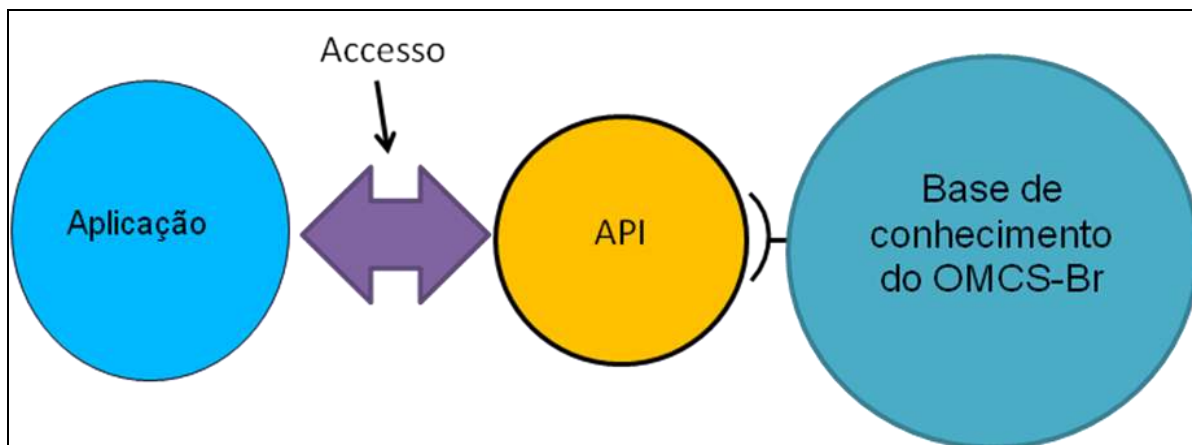 Accesso
Aplicação
API
Base de
conhecimento
do OMCS-Br